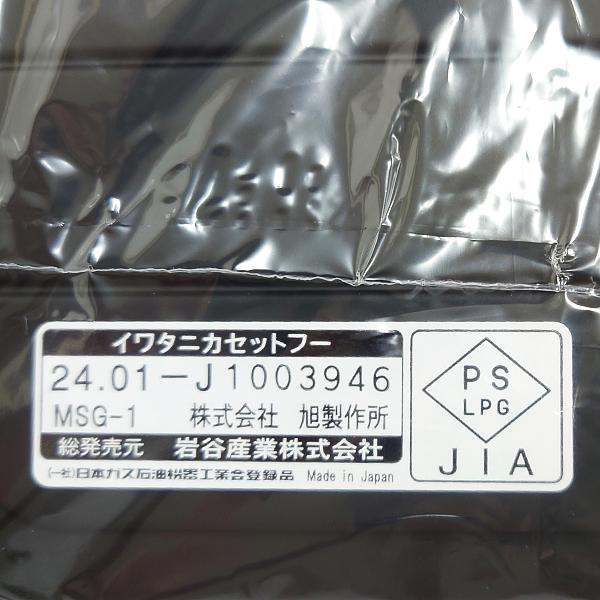 イワタニカセットフー
24.01-J1003946
MSG-1 株式会社 旭製作所
総発売元 岩谷産業株式会社
(一社)日本ガス石油機器工業会登録品 Made in Japan
PS
LPG
JIA